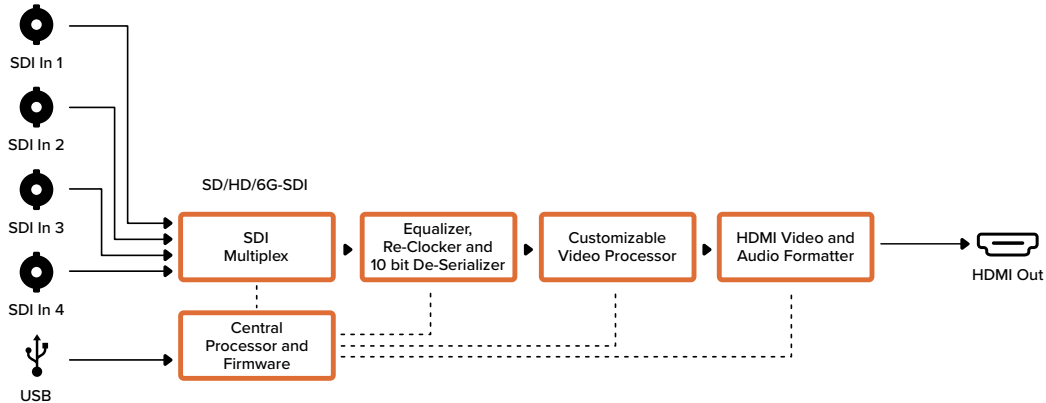 SDI In 1
SDI In 2
SDI In 3
SDI In 4
USB
SD/HD/6G-SDI
SDI
Multiplex
Equalizer,
Re-Clocker and
10 bit De-Serializer
Customizable
Video Processor
HDMI Video and
Audio Formatter
HDMI Out
Central
Processor and
Firmware